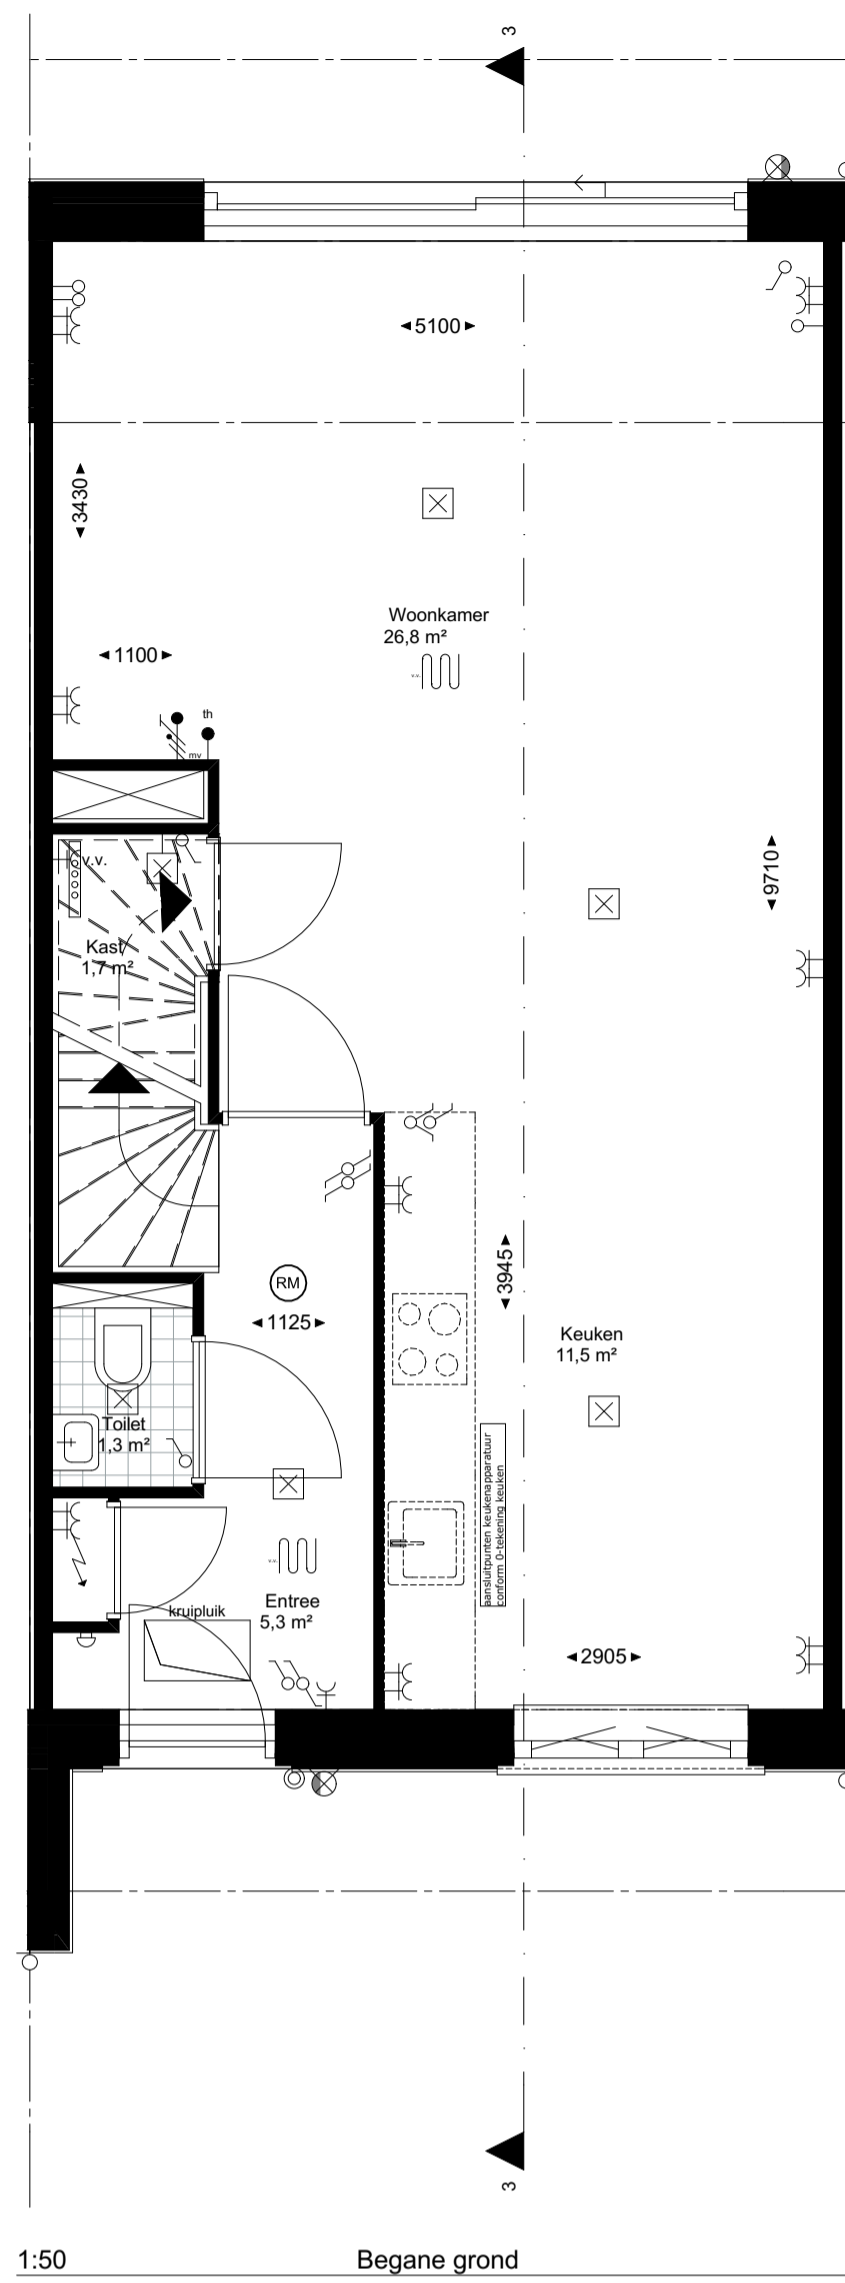 3
5100
3430
Woonkamer
26,8 m²
v.v.
1100
th
mv
v.v.
Kast
1,7 m²
9710
3945
RM
1125
Keuken
11,5 m²
Toilet
1,3 m²
aansluitpunten keukenapparatuur
conform 0-tekening keuken
v.v.
Entree
5,3 m²
kruipluik
2905
3
1:50 Begane grond